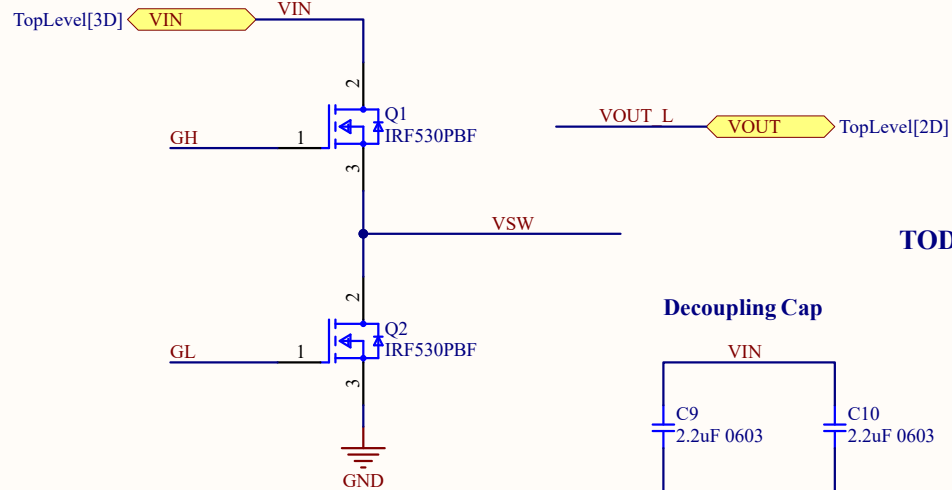 TopLevel[3D] VIN VIN
2
Q1
IRF530PBF
GH 1
3
VOUT_L VOUT TopLevel[2D]
VSW
TOD
2
Q2
IRF530PBF
GL 1
3
GND
Decoupling Cap
VIN
C9
2.2uF 0603
C10
2.2uF 0603